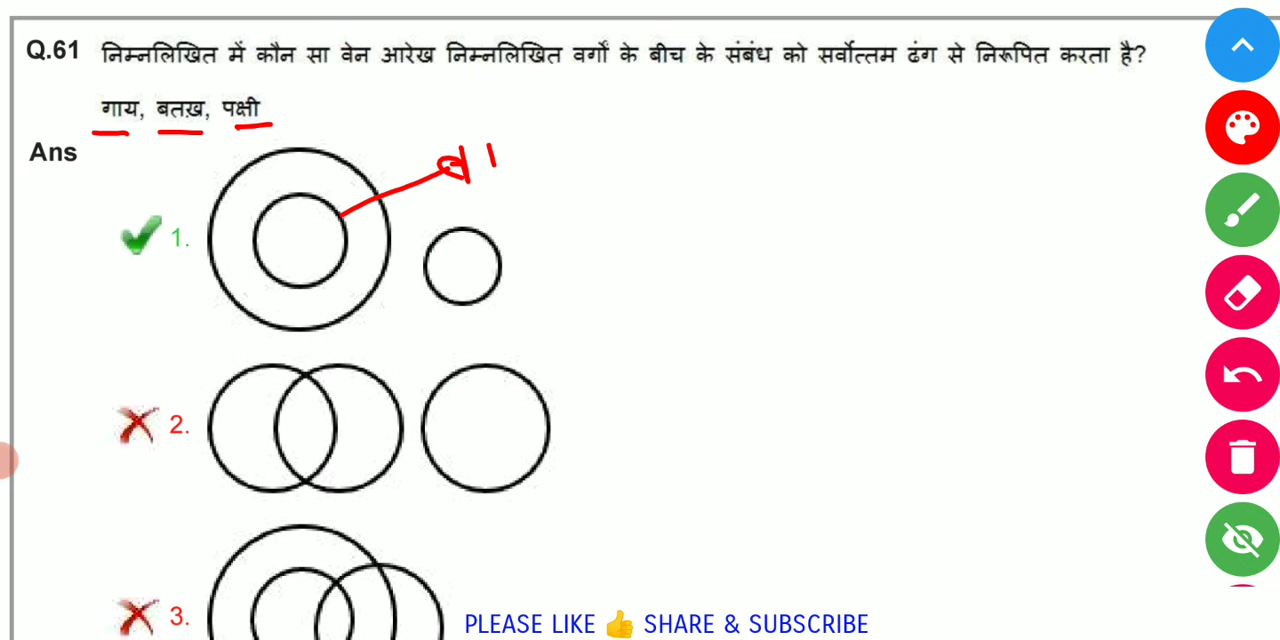 Q.61 निम्नलिखित में कौन सा वेन आरेख निम्नलिखित वर्गों के बीच के संबंध को सर्वोत्तम ढंग से निरूपित करता है?
गाय, बतख़, पक्षी
Ans
1.
2.
3.
PLEASE LIKE 👍 SHARE & SUBSCRIBE